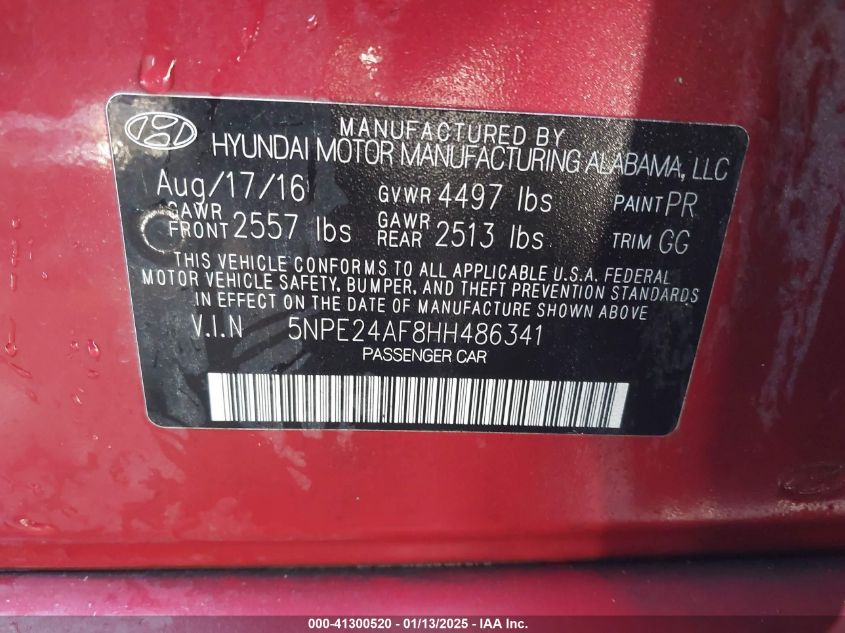 MANUFACTURED BY
HYUNDAI MOTOR MANUFACTURING ALABAMA, LLC
Aug/17/16 GVWR 4497 lbs PAINT PR
GAWR FRONT 2557 lbs GAWR REAR 2513 lbs TRIM GG
THIS VEHICLE CONFORMS TO ALL APPLICABLE U.S.A. FEDERAL
MOTOR VEHICLE SAFETY, BUMPER, AND THEFT PREVENTION STANDARDS
IN EFFECT ON THE DATE OF MANUFACTURE SHOWN ABOVE
V.I.N 5NPE24AF8HH486341
PASSENGER CAR
000-41300520 - 01/13/2025 - IAA Inc.